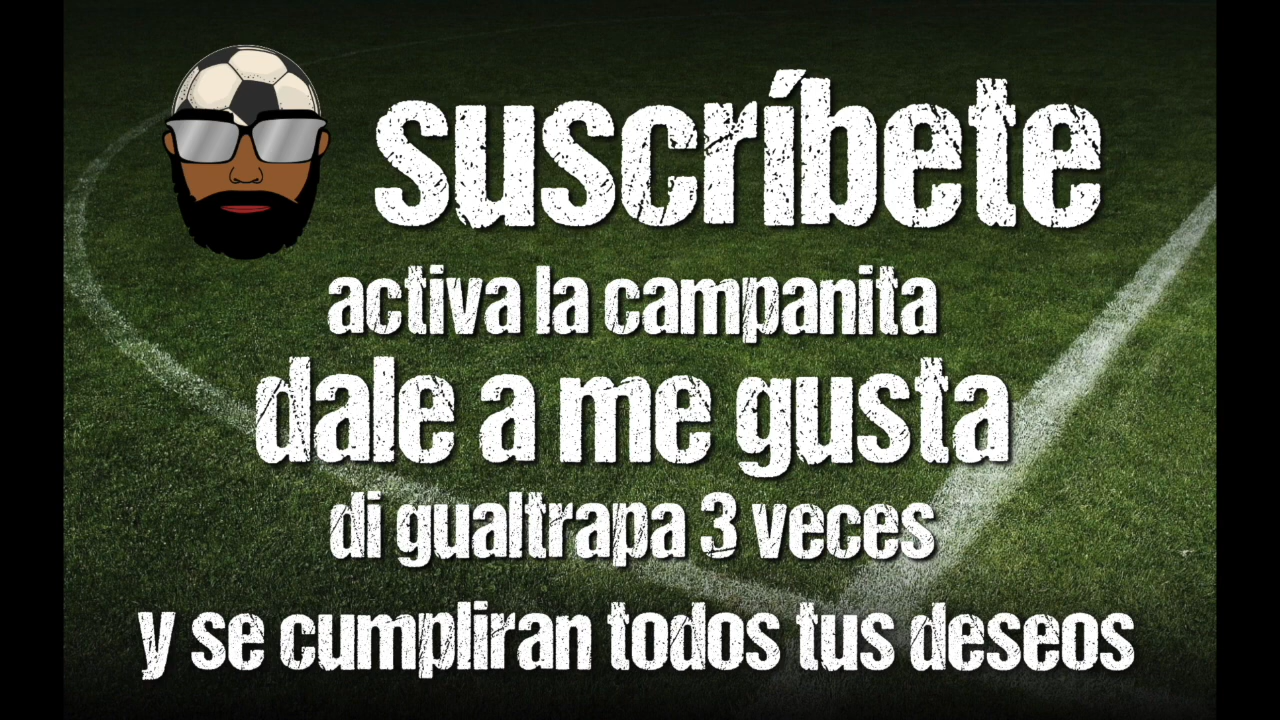 suscríbete
activa la campanita
dale a me gusta
di gualtrapa 3 veces
y se cumpliran todos tus deseos